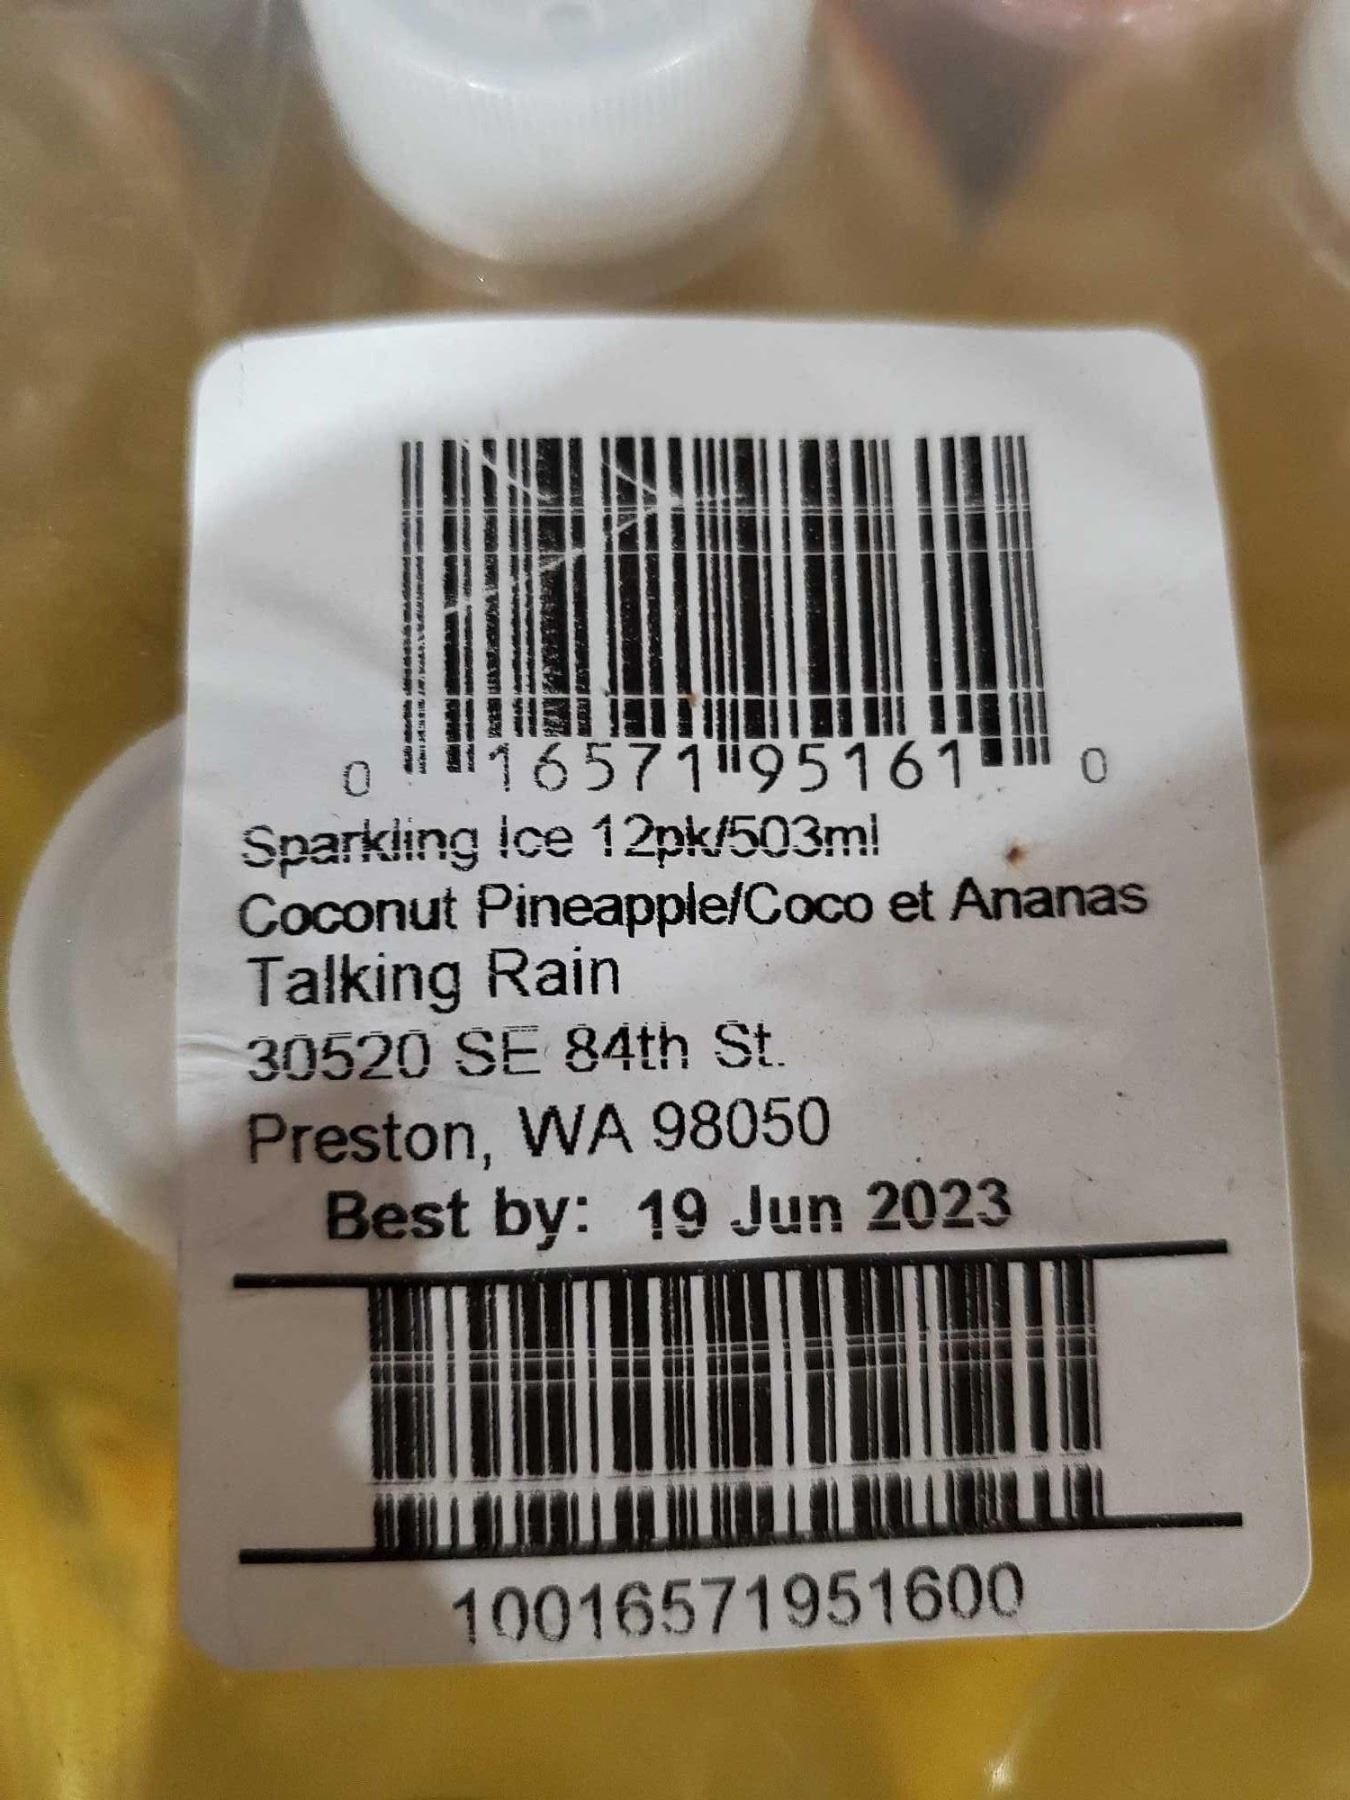 0 16571 95161 0
Sparkling Ice 12pk/503ml
Coconut Pineapple/Coco et Ananas
Talking Rain
30520 SE 84th St.
Preston, WA 98050
Best by: 19 Jun 2023
10016571951600